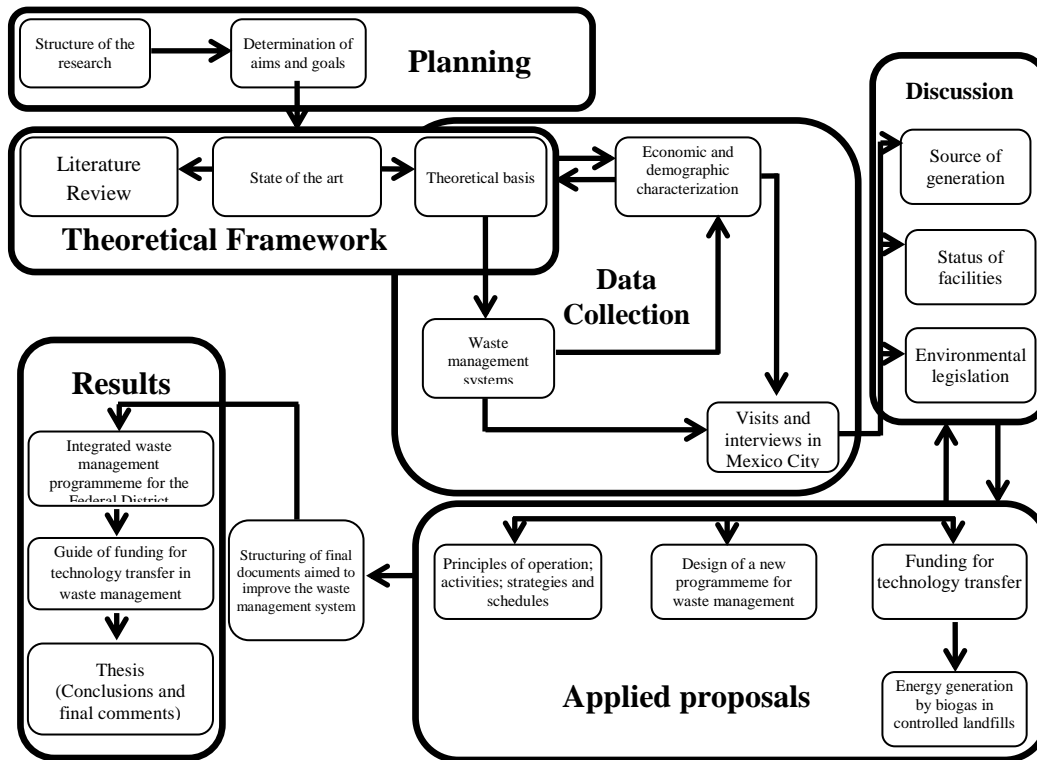 Structure of the
research
Determination of
aims and goals
Planning
Literature
Review
State of the art
Theoretical basis
Theoretical Framework
Economic and
demographic
characterization
Data
Collection
Waste
management
systems
Visits and
interviews in
Mexico City
Discussion
Source of
generation
Status of
facilities
Environmental
legislation
Principles of operation;
activities; strategies and
schedules
Design of a new
programmeme for
waste management
Funding for
technology transfer
Energy generation
by biogas in
controlled landfills
Applied proposals
Structuring of final
documents aimed to
improve the waste
management system
Results
Integrated waste
management
programmeme for the
Federal District
Guide of funding for
technology transfer in
waste management
Thesis
(Conclusions and
final comments)